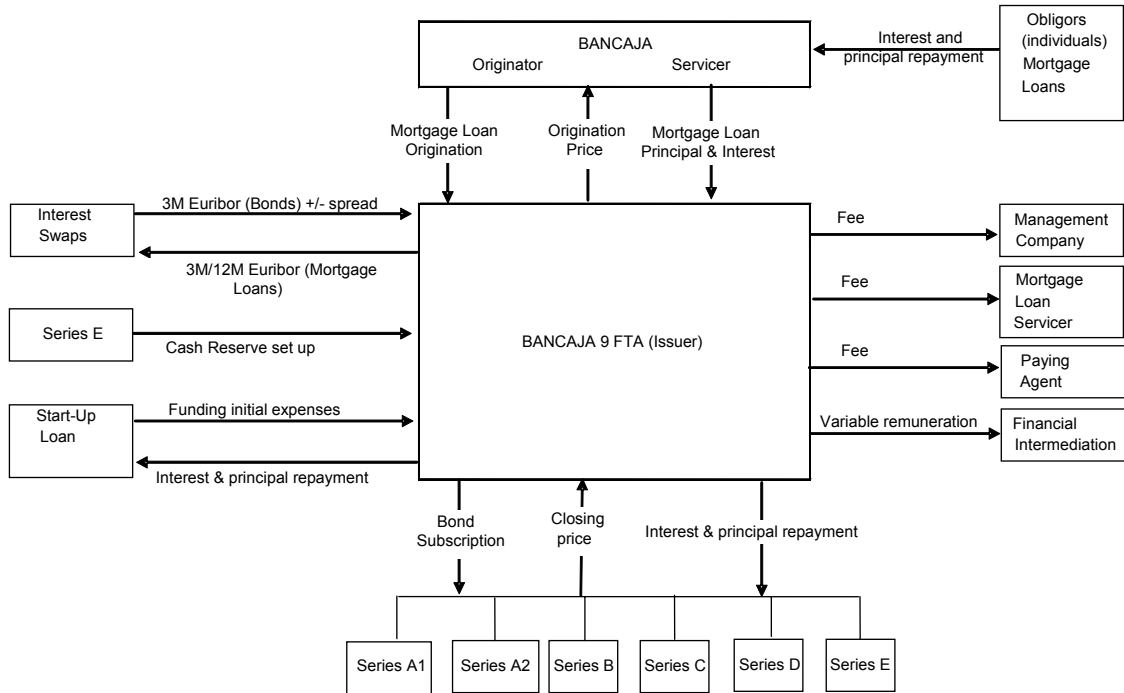 BANCAJA
Originator Servicer
Interest and
principal repayment
Obligors
(individuals)
Mortgage
Loans
Mortgage Loan
Origination
Origination
Price
Mortgage Loan
Principal & Interest
Interest
Swaps
3M Euribor (Bonds) +/- spread
3M/12M Euribor (Mortgage
Loans)
Series E
Cash Reserve set up
Start-Up
Loan
Funding initial expenses
Interest & principal repayment
BANCAJA 9 FTA (Issuer)
Fee
Management
Company
Fee
Mortgage
Loan
Servicer
Fee
Paying
Agent
Variable remuneration
Financial
Intermediation
Bond
Subscription
Closing
price
Interest & principal repayment
Series A1
Series A2
Series B
Series C
Series D
Series E